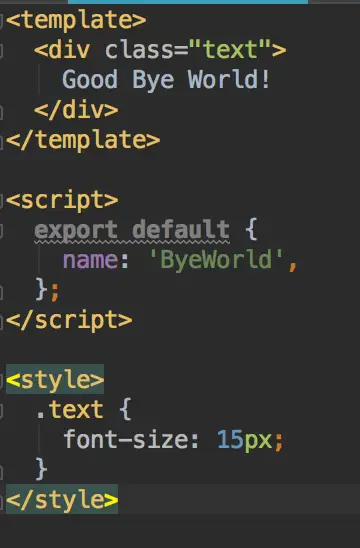 <template>
  <div class="text">
    Good Bye World!
  </div>
</template>

<script>
  export default {
    name: 'ByeWorld',
  };
</script>

<style>
  .text {
    font-size: 15px;
  }
</style>